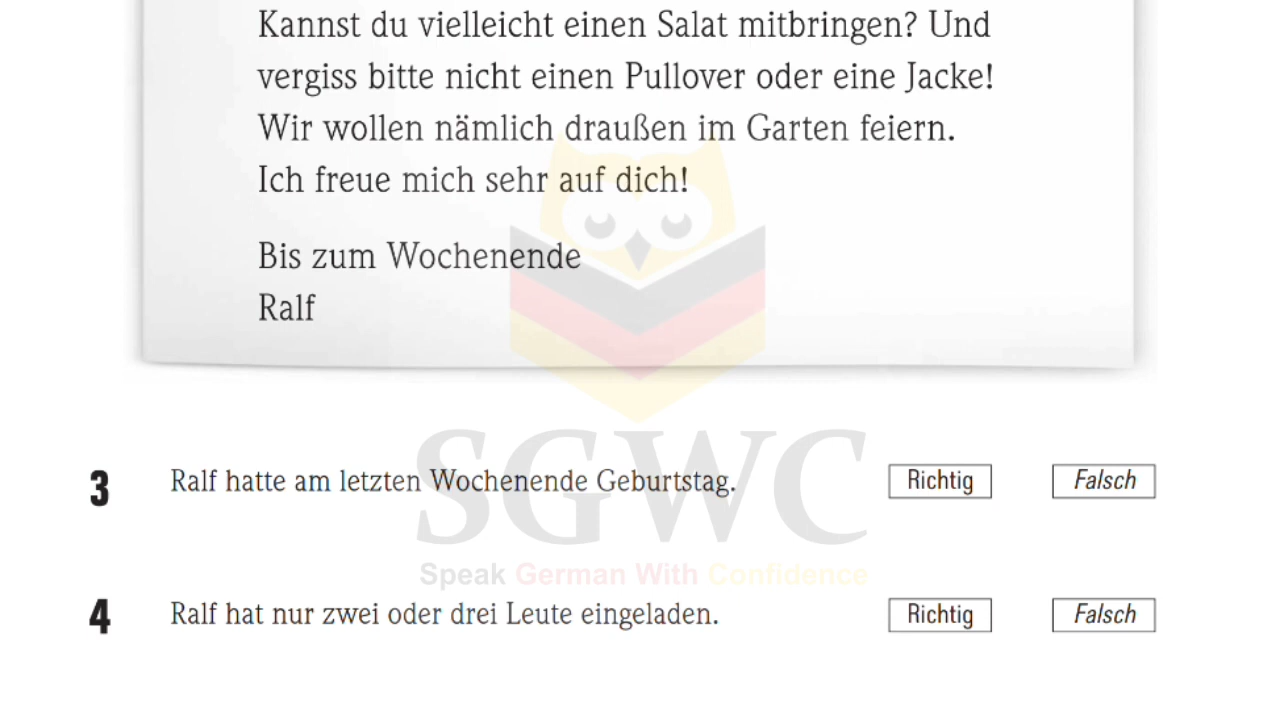 Kannst du vielleicht einen Salat mitbringen? Und
vergiss bitte nicht einen Pullover oder eine Jacke!
Wir wollen nämlich draußen im Garten feiern.
Ich freue mich sehr auf dich!
Bis zum Wochenende
Ralf
SGWC
Speak German With Confidence
3 Ralf hatte am letzten Wochenende Geburtstag. Richtig Falsch
4 Ralf hat nur zwei oder drei Leute eingeladen. Richtig Falsch